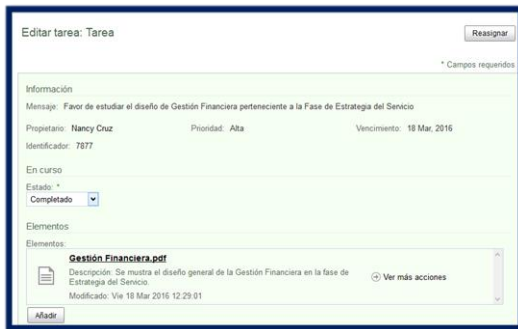 Editar tarea: Tarea
Reasignar
* Campos requeridos
Información
Mensaje: Favor de estudiar el diseño de Gestión Financiera perteneciente a la Fase de Estrategia del Servicio
Propietario: Nancy Cruz Prioridad: Alta Vencimiento: 18 Mar, 2016
Identificador: 7877
En curso
Estado: *
Completado
Elementos
Elementos:
Gestión Financiera.pdf
Descripción: Se mustra el diseño general de la Gestión Financiera en la fase de
Estrategia del Servicio.
Ver más acciones
Modificado: Vie 18 Mar 2016 12:29:01
Añadir